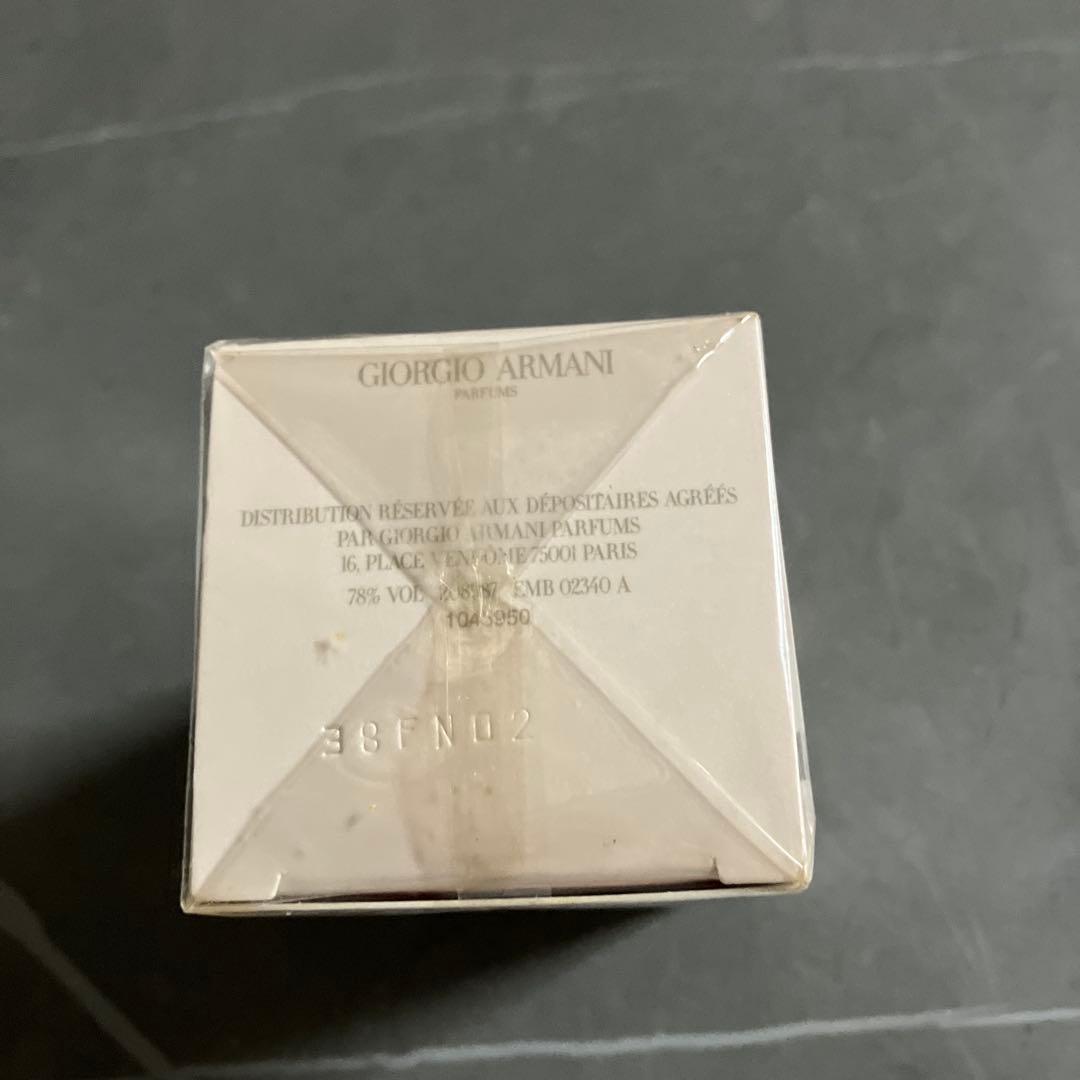 GIORGIO ARMANI
PARFUMS
DISTRIBUTION RÉSERVÉE AUX DÉPOSITAIRES AGRÉÉS
PAR GIORGIO ARMANI PARFUMS
16, PLACE VENDOME 75001 PARIS
78% VOL EMB 02340 A
38FN02